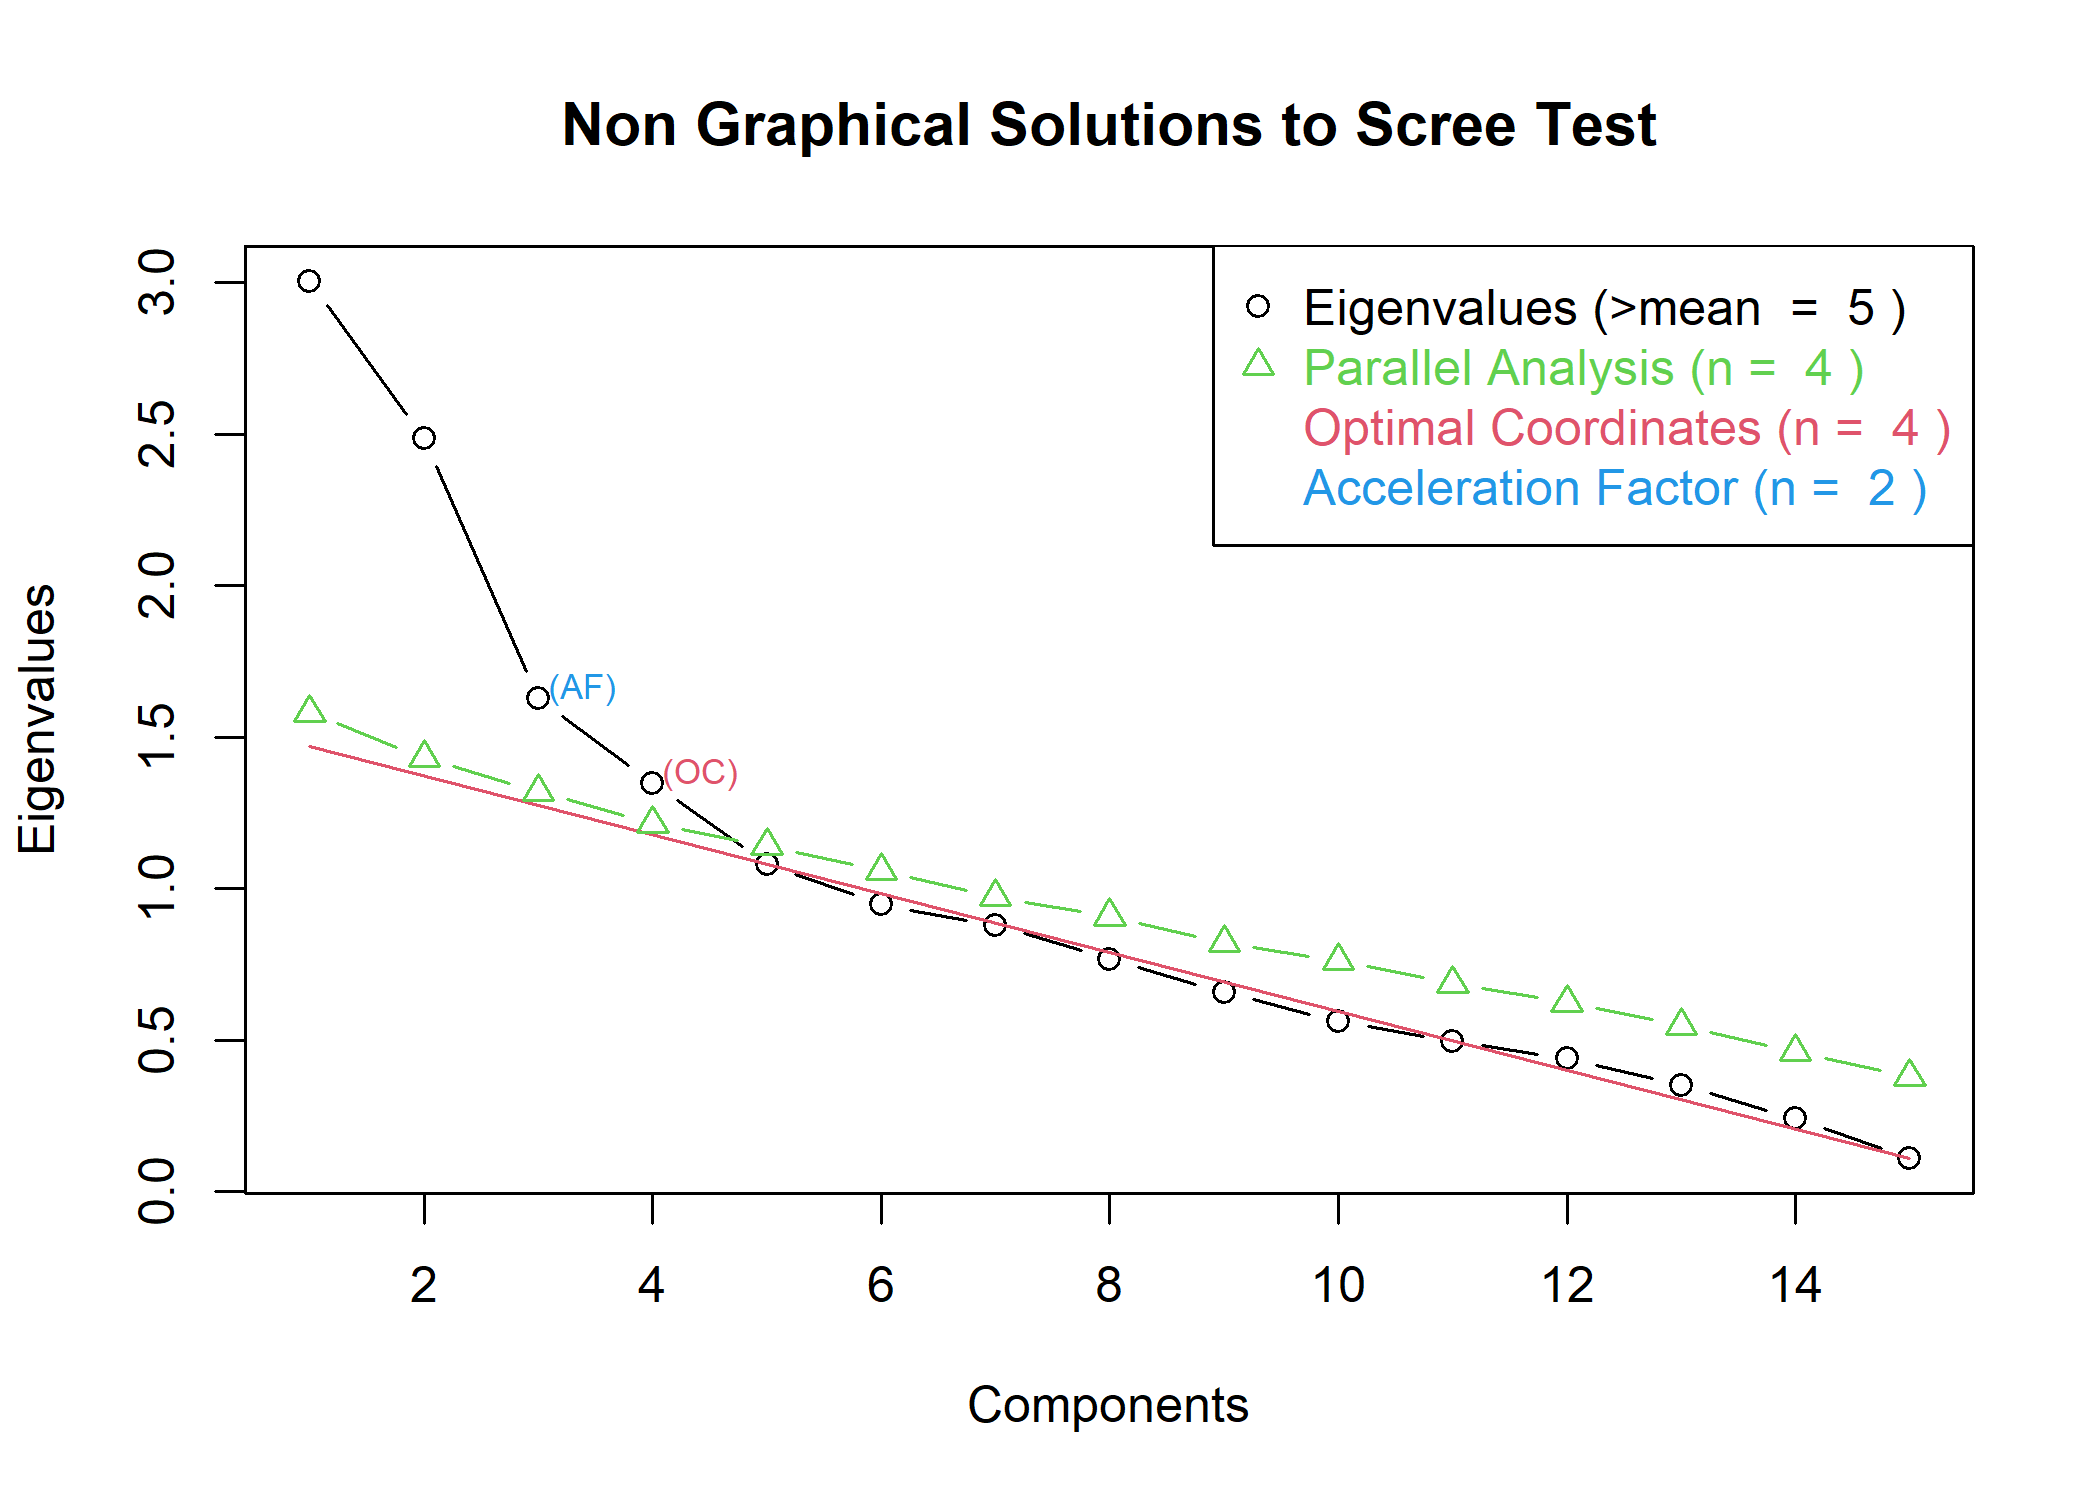 Non Graphical Solutions to Scree Test
Eigenvalues (>mean  =  5 )
Parallel Analysis (n =  4 )
Optimal Coordinates (n =  4 )
Acceleration Factor (n =  2 )
(AF)
(OC)
Eigenvalues
3.0
2.5
2.0
1.5
1.0
0.5
0.0
2 4 6 8 10 12 14
Components